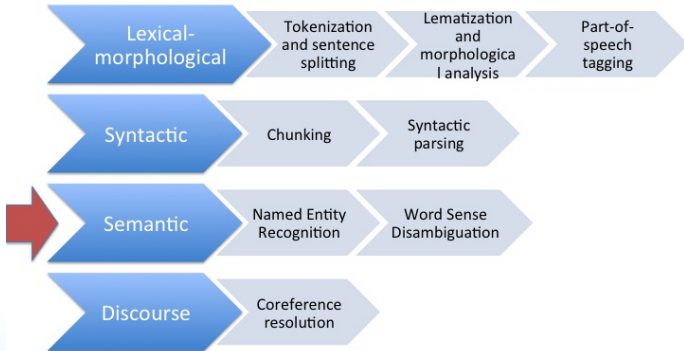 Lexical-
morphological
Tokenization
and sentence
splitting
Lematization
and
morphologica
l analysis
Part-of-
speech
tagging
Syntactic
Chunking
Syntactic
parsing
Semantic
Named Entity
Recognition
Word Sense
Disambiguation
Discourse
Coreference
resolution